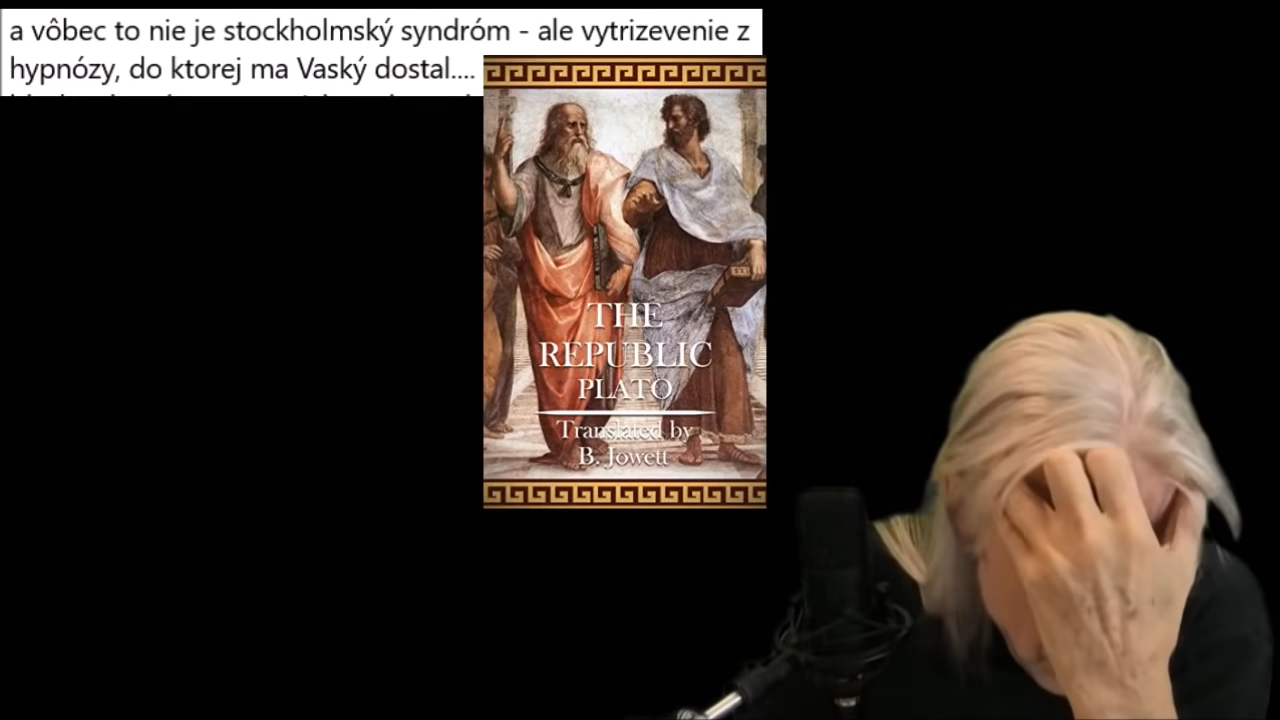 a vôbec to nie je stockholmský syndróm - ale vytrizevenie z
hypnózy, do ktorej ma Vaský dostal....
THE
REPUBLIC
PLATO
Translated by
B. Jowett